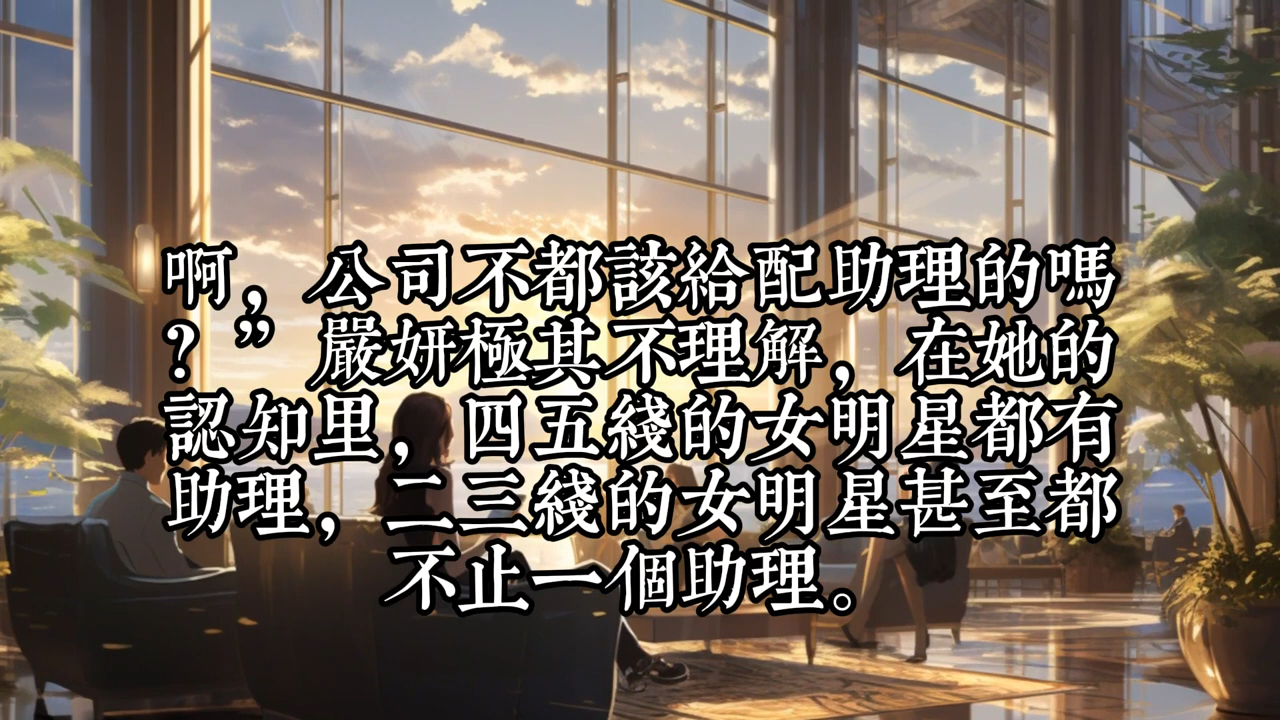 啊，公司不都該給配助理的嗎
？”嚴妍極其不理解，在她的
認知里，四五綫的女明星都有
助理，二三綫的女明星甚至都
不止一個助理。